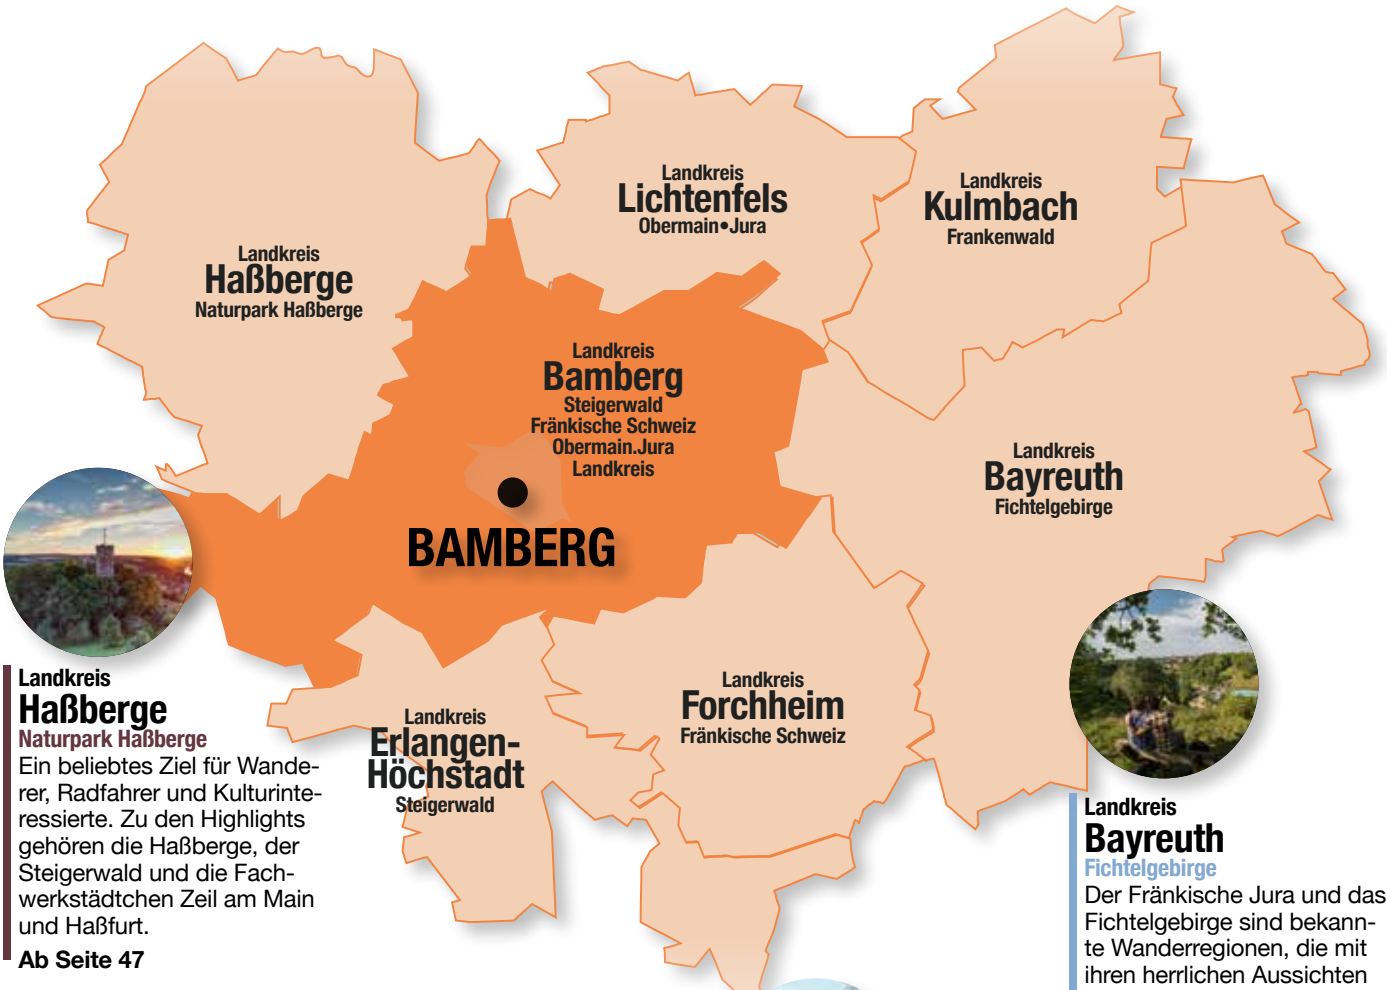 Landkreis
Haßberge
Naturpark Haßberge
Landkreis
Lichtenfels
Obermain•Jura
Landkreis
Kulmbach
Frankenwald
Landkreis
Bamberg
Steigerwald
Fränkische Schweiz
Obermain.Jura
Landkreis
BAMBERG
Landkreis
Bayreuth
Fichtelgebirge
Landkreis
Forchheim
Fränkische Schweiz
Landkreis
Erlangen-
Höchstadt
Steigerwald
Landkreis
Haßberge
Naturpark Haßberge
Ein beliebtes Ziel für Wande-
rer, Radfahrer und Kulturinte-
ressierte. Zu den Highlights
gehören die Haßberge, der
Steigerwald und die Fach-
werkstädtchen Zeil am Main
und Haßfurt.
Ab Seite 47
Landkreis
Bayreuth
Fichtelgebirge
Der Fränkische Jura und das
Fichtelgebirge sind bekann-
te Wanderregionen, die mit
ihren herrlichen Aussichten